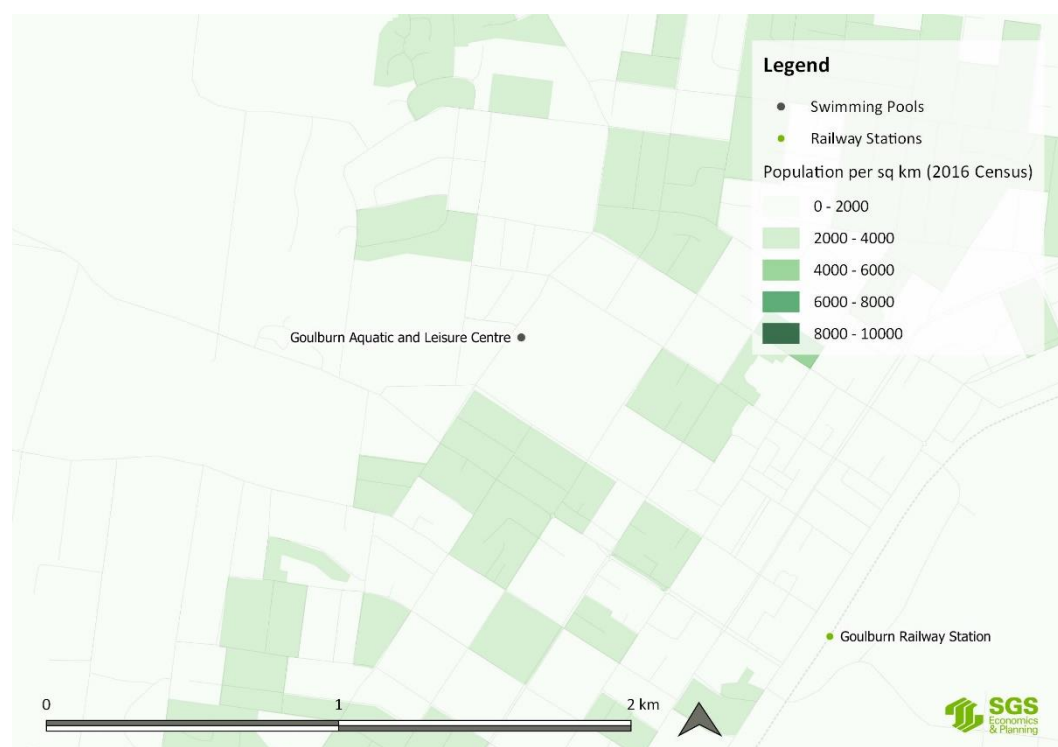 Legend
Swimming Pools
Railway Stations
Population per sq km (2016 Census)
0 - 2000
2000 - 4000
4000 - 6000
6000 - 8000
8000 - 10000
Goulburn Aquatic and Leisure Centre
Goulburn Railway Station
0 1 2 km
SGS
Economics
& Planning